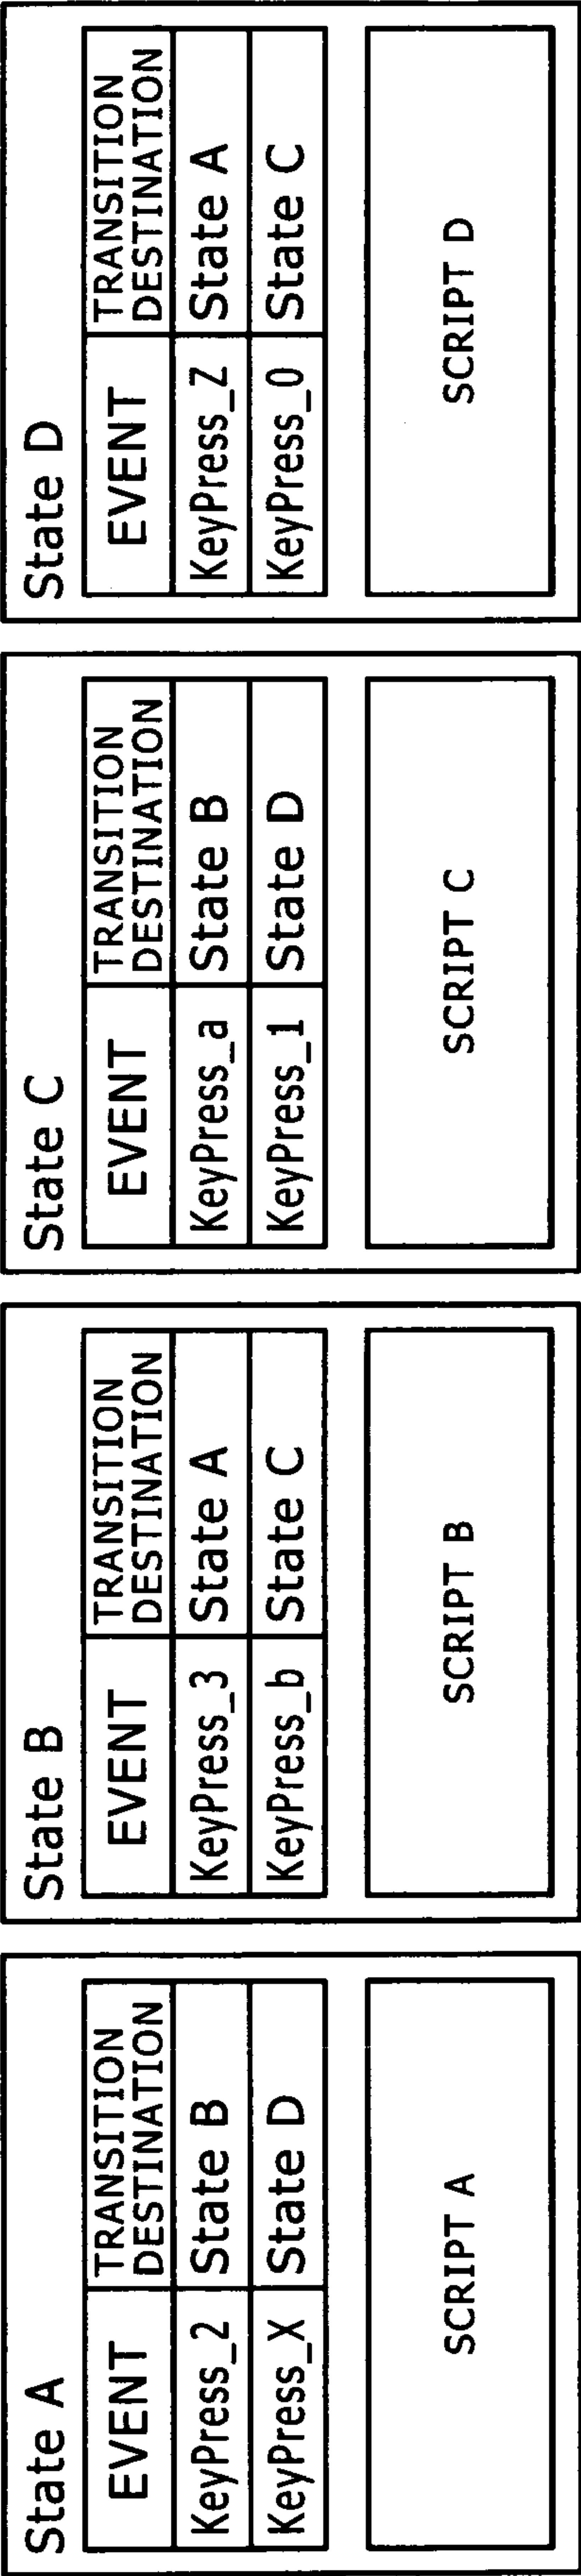 State A
EVENT
TRANSITION
DESTINATION
KeyPress_2
State B
KeyPress_X
State D
SCRIPT A
State B
EVENT
TRANSITION
DESTINATION
KeyPress_3
State A
KeyPress_b
State C
SCRIPT B
State C
EVENT
TRANSITION
DESTINATION
KeyPress_a
State B
KeyPress_1
State D
SCRIPT C
State D
EVENT
TRANSITION
DESTINATION
KeyPress_Z
State A
KeyPress_0
State C
SCRIPT D